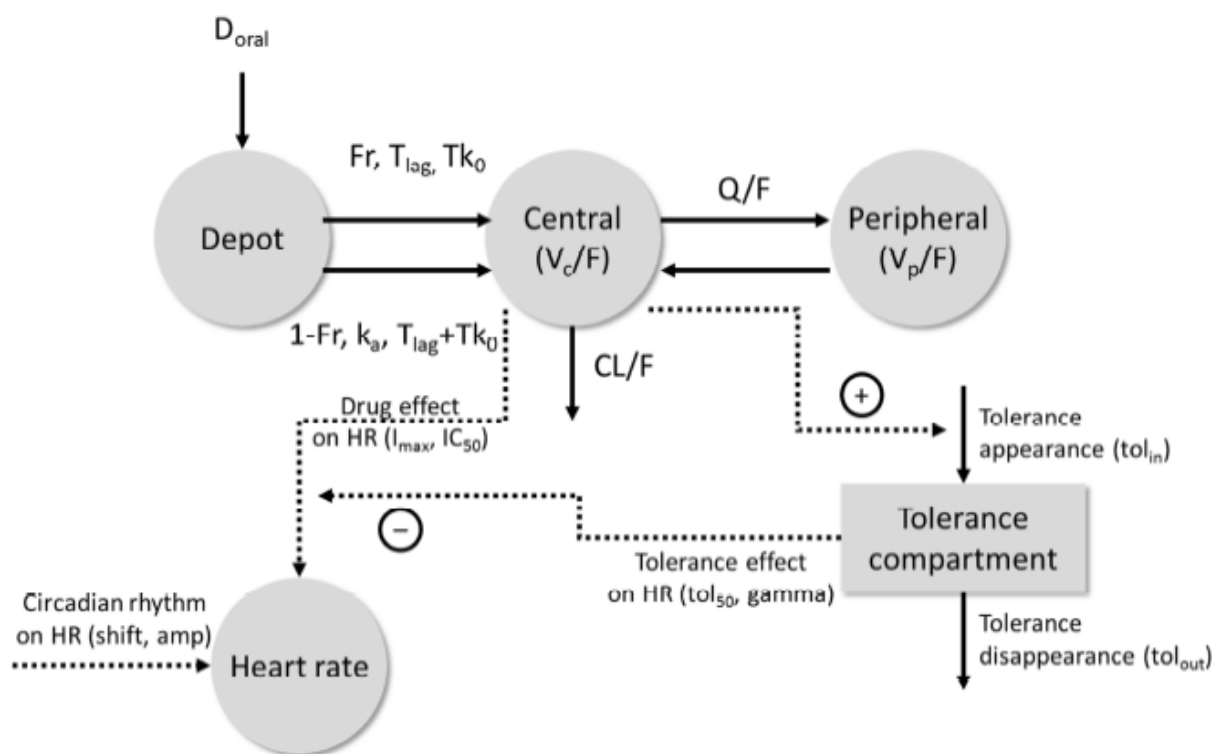 D_oral
Fr, T_lag, Tk_0
Q/F
Depot
Central
(V_c/F)
Peripheral
(V_p/F)
1-Fr, k_a, T_lag+Tk_0
CL/F
+
Drug effect
on HR (I_max, IC_50)
Tolerance
appearance (tol_in)
−
Tolerance
compartment
Tolerance effect
on HR (tol_50, gamma)
Circadian rhythm
on HR (shift, amp)
Heart rate
Tolerance
disappearance (tol_out)